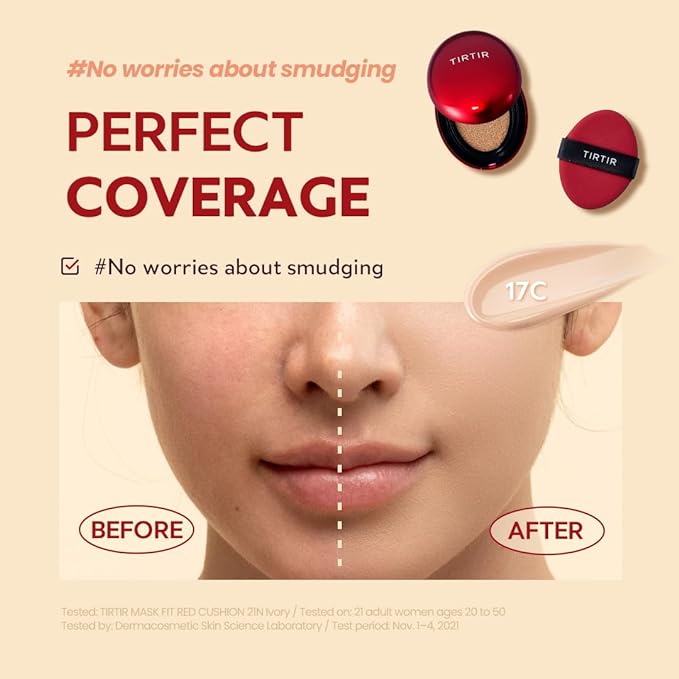 #No worries about smudging
TIRTIR
PERFECT
COVERAGE
TIRTIR
#No worries about smudging
17C
BEFORE
AFTER
Tested: TIRTIR MASK FIT RED CUSHION 21N Ivory / Tested on: 21 adult women ages 20 to 50
Tested by: Dermacosmetic Skin Science Laboratory / Test period: Nov. 1–4, 2021